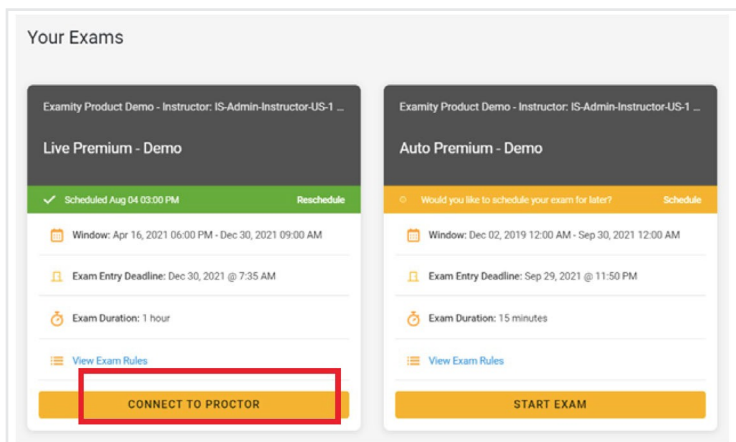 Your Exams
Examity Product Demo - Instructor: IS-Admin-Instructor-US-1 ...
Live Premium - Demo
Scheduled Aug 04 03:00 PM Reschedule
Window: Apr 16, 2021 06:00 PM - Dec 30, 2021 09:00 AM
Exam Entry Deadline: Dec 30, 2021 @ 7:35 AM
Exam Duration: 1 hour
View Exam Rules
CONNECT TO PROCTOR
Examity Product Demo - Instructor: IS-Admin-Instructor-US-1 ...
Auto Premium - Demo
Would you like to schedule your exam for later? Schedule
Window: Dec 02, 2019 12:00 AM - Sep 30, 2021 12:00 AM
Exam Entry Deadline: Sep 29, 2021 @ 11:50 PM
Exam Duration: 15 minutes
View Exam Rules
START EXAM